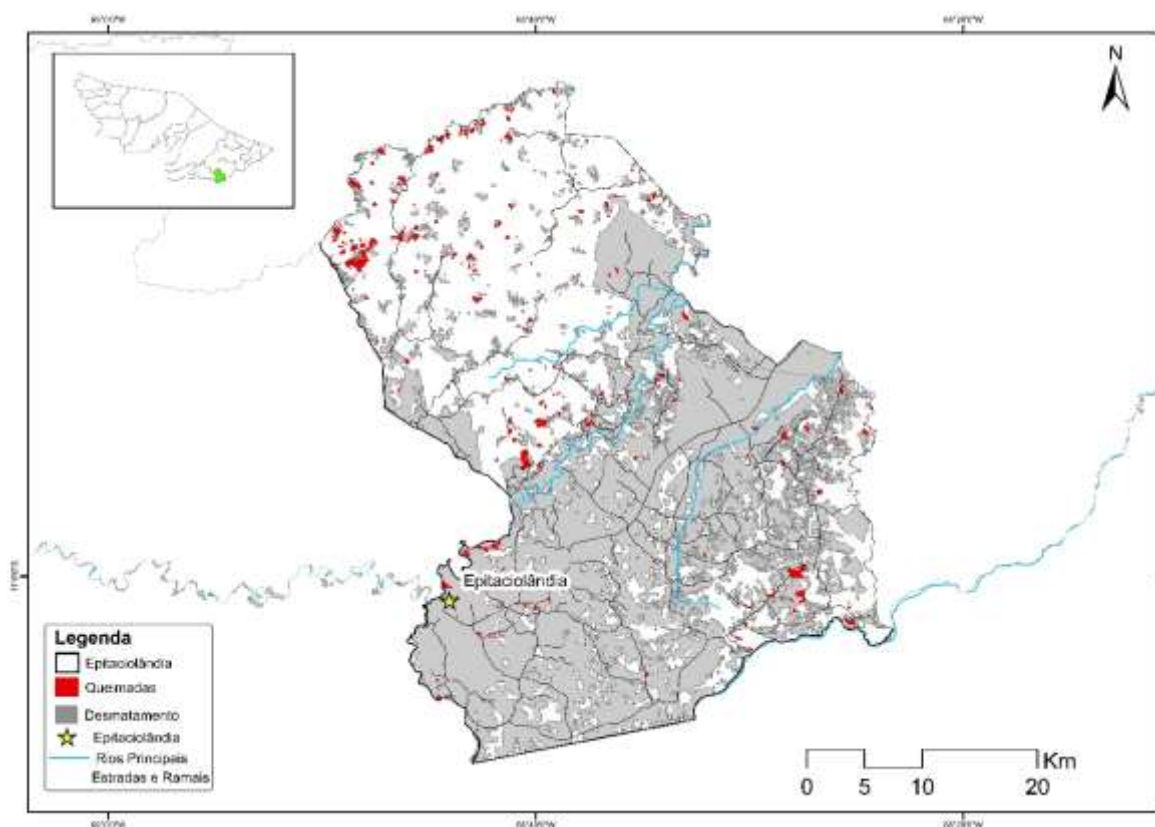 N
Epitaciolândia
Legenda
Epitaciolândia
Queimadas
Desmatamento
Epitaciolândia
Rios Principais
Estradas e Ramais
Km
0 5 10 20